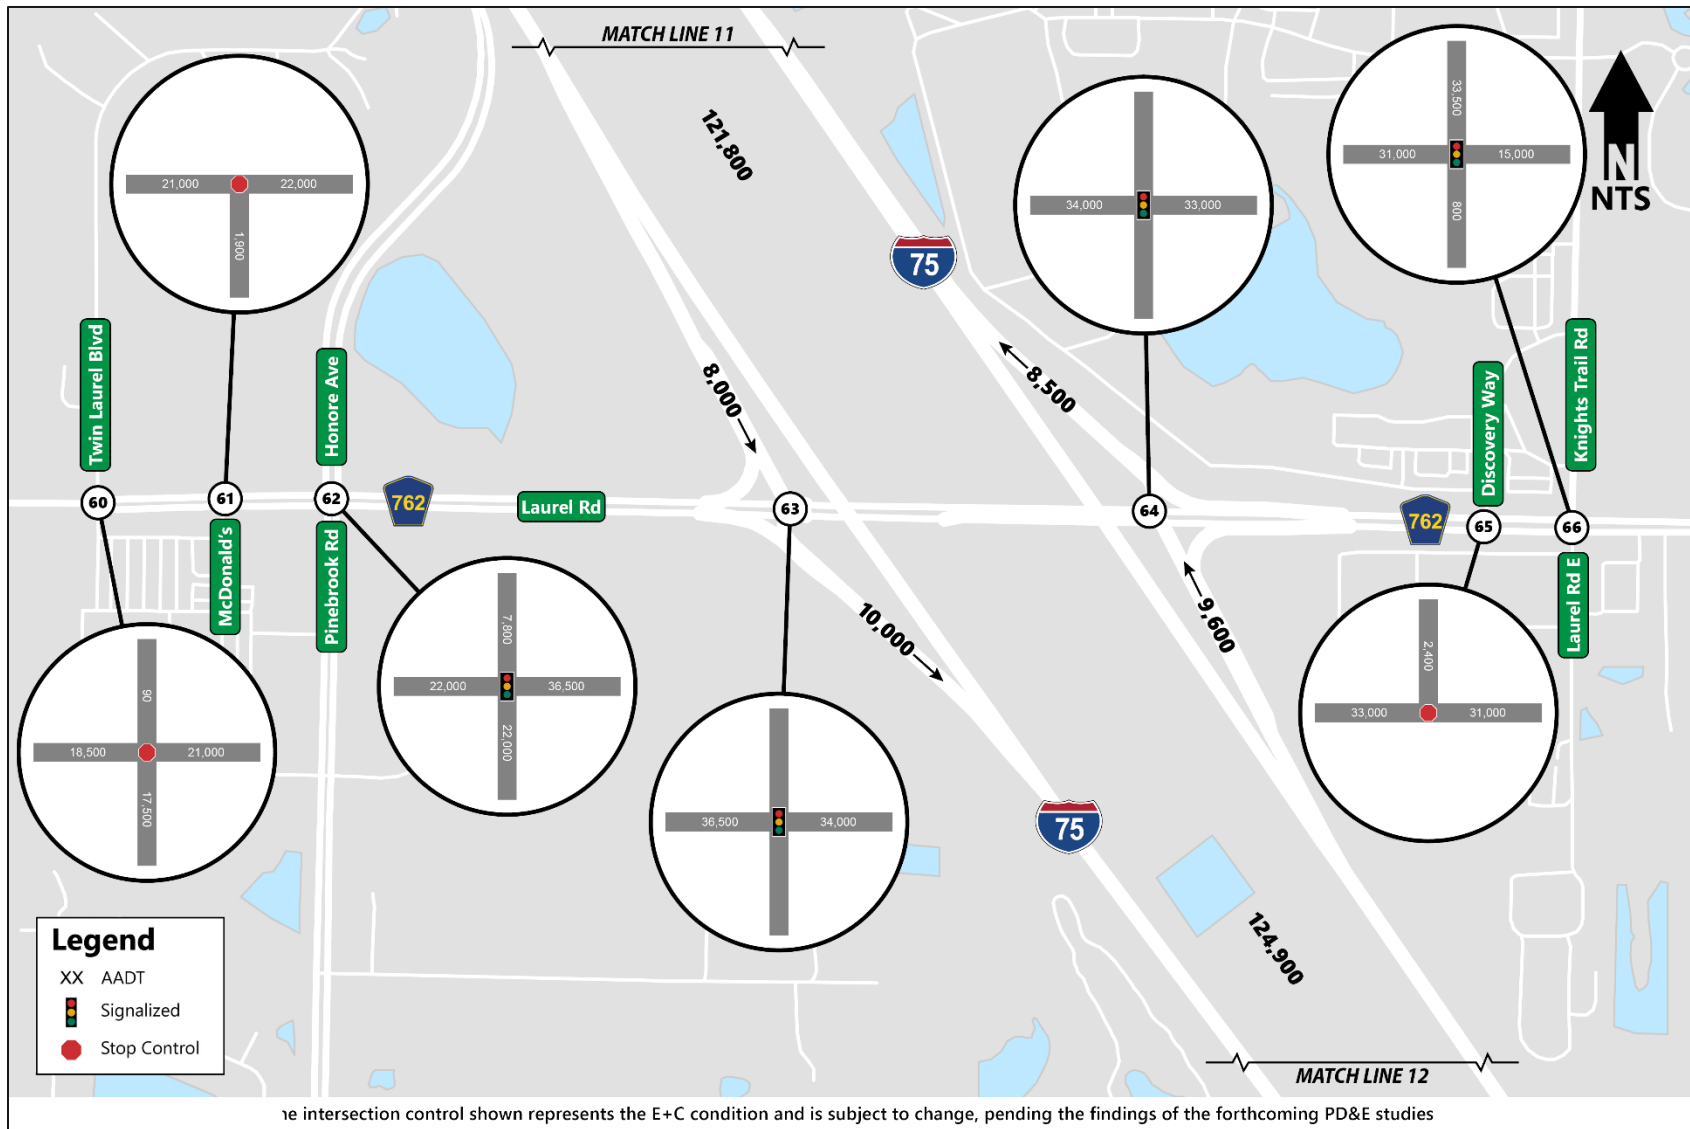 MATCH LINE 11
121,800
33,500
31,000
15,000
800
N
NTS
21,000
22,000
1,900
34,000
33,000
75
Twin Laurel Blvd
Honore Ave
8,000
8,500
Discovery Way
Knights Trail Rd
60
61
62
762
Laurel Rd
63
64
762
65
66
McDonald's
Pinebrook Rd
Laurel Rd E
10,000
9,600
90
18,500
21,000
17,500
7,800
22,000
36,500
22,000
36,500
34,000
2,400
33,000
31,000
75
124,900
Legend
XX AADT
Signalized
Stop Control
MATCH LINE 12
he intersection control shown represents the E+C condition and is subject to change, pending the findings of the forthcoming PD&E studies